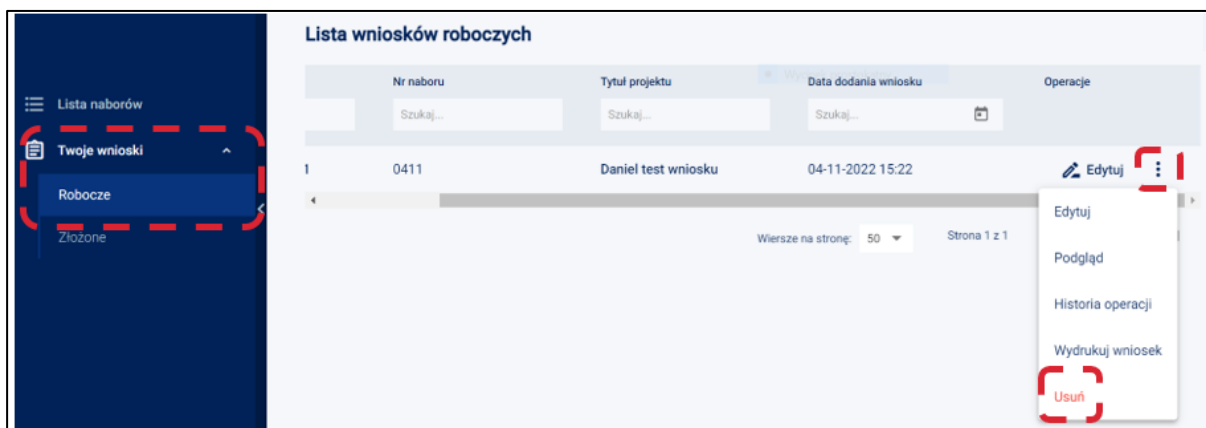 Lista wniosków roboczych
Nr naboru Tytuł projektu Data dodania wniosku Operacje
Lista naborów
Szukaj... Szukaj... Szukaj...
Twoje wnioski
1 0411 Daniel test wniosku 04-11-2022 15:22 Edytuj
Robocze
Edytuj
Złożone
Wiersze na stronę: 50 Strona 1 z 1
Podgląd
Historia operacji
Wydrukuj wniosek
Usuń